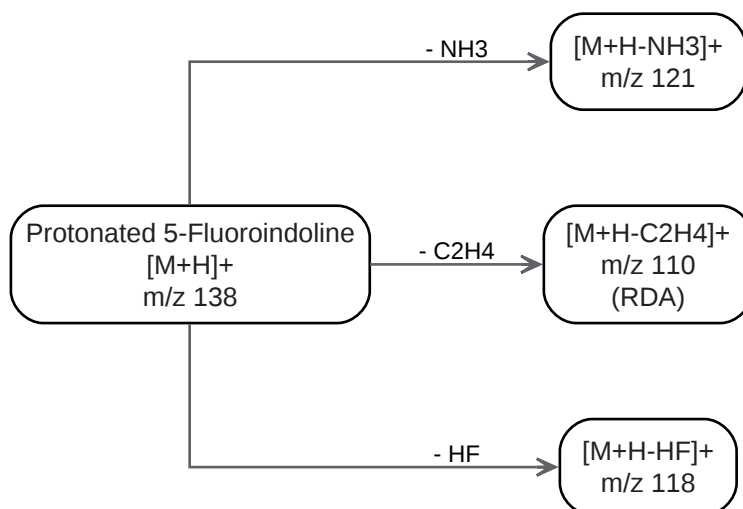 - NH3
[M+H-NH3]+
m/z 121
Protonated 5-Fluoroindoline
[M+H]+
m/z 138
- C2H4
[M+H-C2H4]+
m/z 110
(RDA)
- HF
[M+H-HF]+
m/z 118